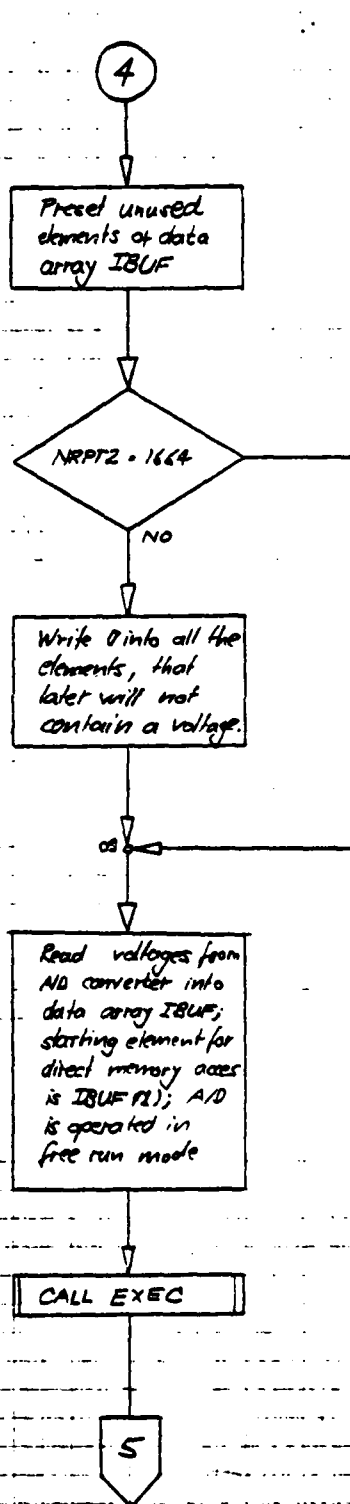 4
Preset unused
elements of data
array IBUF
NRPTZ = 1664
NO
Write 0 into all the
elements, that
later will not
contain a voltage.
Read voltages from
A/D converter into
data array IBUF;
starting element for
direct memory acces
is IBUF A/D
is operated in
free run mode
CALL EXEC
5